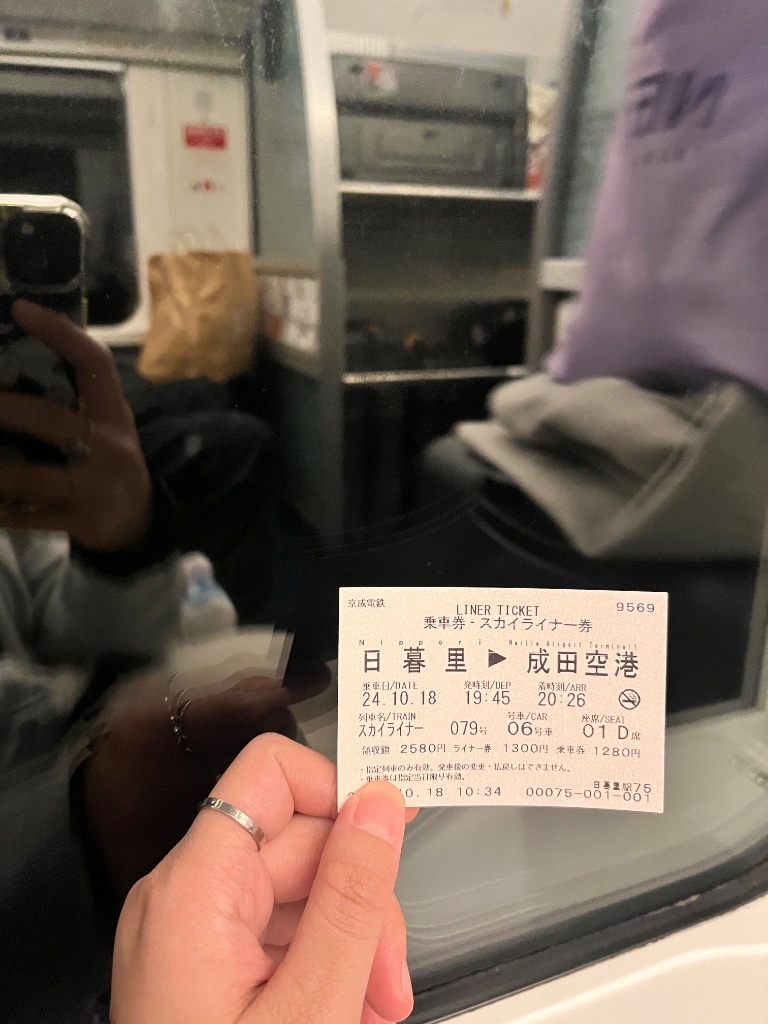 京成電鉄
LINER TICKET
9569
乗車券・スカイライナー券
Nippori Narita Airport Terminal1
日暮里 ▶ 成田空港
乗車日/DATE 発時刻/DEP 着時刻/ARR
24.10.18 19:45 20:26
列車名/TRAIN 号車/CAR 座席/SEAT
スカイライナー 079号 06号車 01 D席
領収額 2580円 ライナー券 1300円 乗車券 1280円
・指定列車のみ有効。発車後の変更・払戻しはできません。
・乗車券は指定当日限り有効。
日暮里駅75
10.18 10:34 00075-001-001